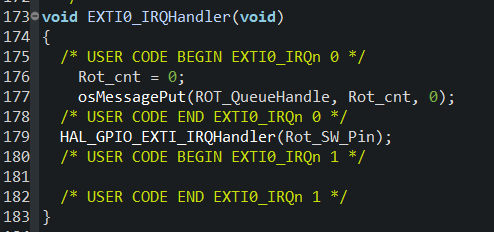 173 void EXTI0_IRQHandler(void)
174 {
175 /* USER CODE BEGIN EXTI0_IRQn 0 */
176 Rot_cnt = 0;
177 osMessagePut(ROT_QueueHandle, Rot_cnt, 0);
178 /* USER CODE END EXTI0_IRQn 0 */
179 HAL_GPIO_EXTI_IRQHandler(Rot_SW_Pin);
180 /* USER CODE BEGIN EXTI0_IRQn 1 */
181
182 /* USER CODE END EXTI0_IRQn 1 */
183 }